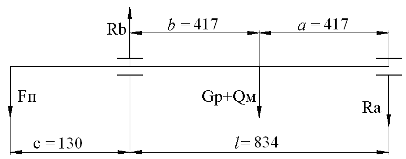 Rb
b = 417
a = 417
Fп
Gp+Qм
Ra
c = 130
l=834